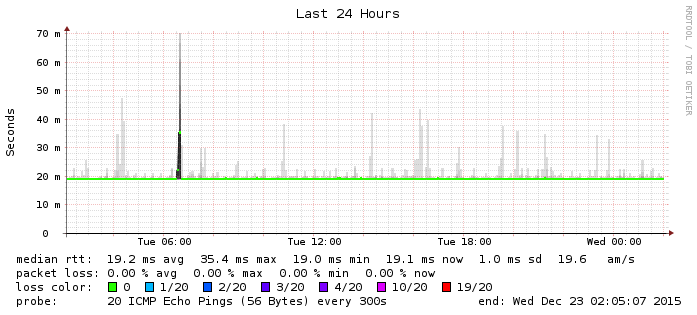 Last 24 Hours
RRDTOOL / TOBI OETIKER
Seconds
70 m
60 m
50 m
40 m
30 m
20 m
10 m
0
Tue 06:00 Tue 12:00 Tue 18:00 Wed 00:00
median rtt: 19.2 ms avg 35.4 ms max 19.0 ms min 19.1 ms now 1.0 ms sd 19.6 am/s
packet loss: 0.00 % avg 0.00 % max 0.00 % min 0.00 % now
loss color: 0 1/20 2/20 3/20 4/20 10/20 19/20
probe: 20 ICMP Echo Pings (56 Bytes) every 300s end: Wed Dec 23 02:05:07 2015